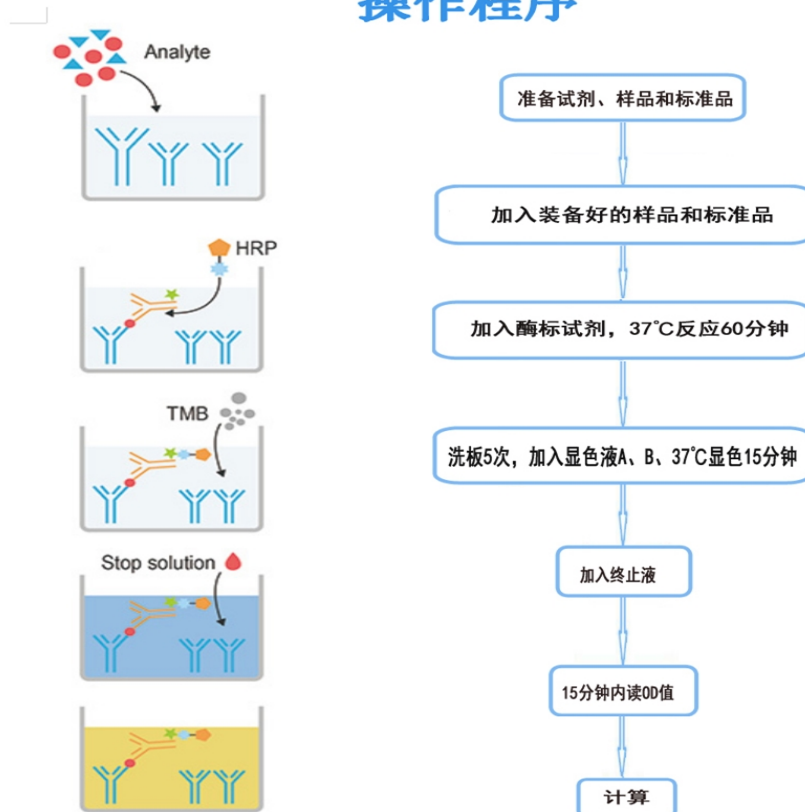 操作程序
Analyte
HRP
TMB
Stop solution
准备试剂、样品和标准品
加入装备好的样品和标准品
加入酶标试剂，37℃反应60分钟
洗板5次，加入显色液A、B、37℃显色15分钟
加入终止液
15分钟内读OD值
计算